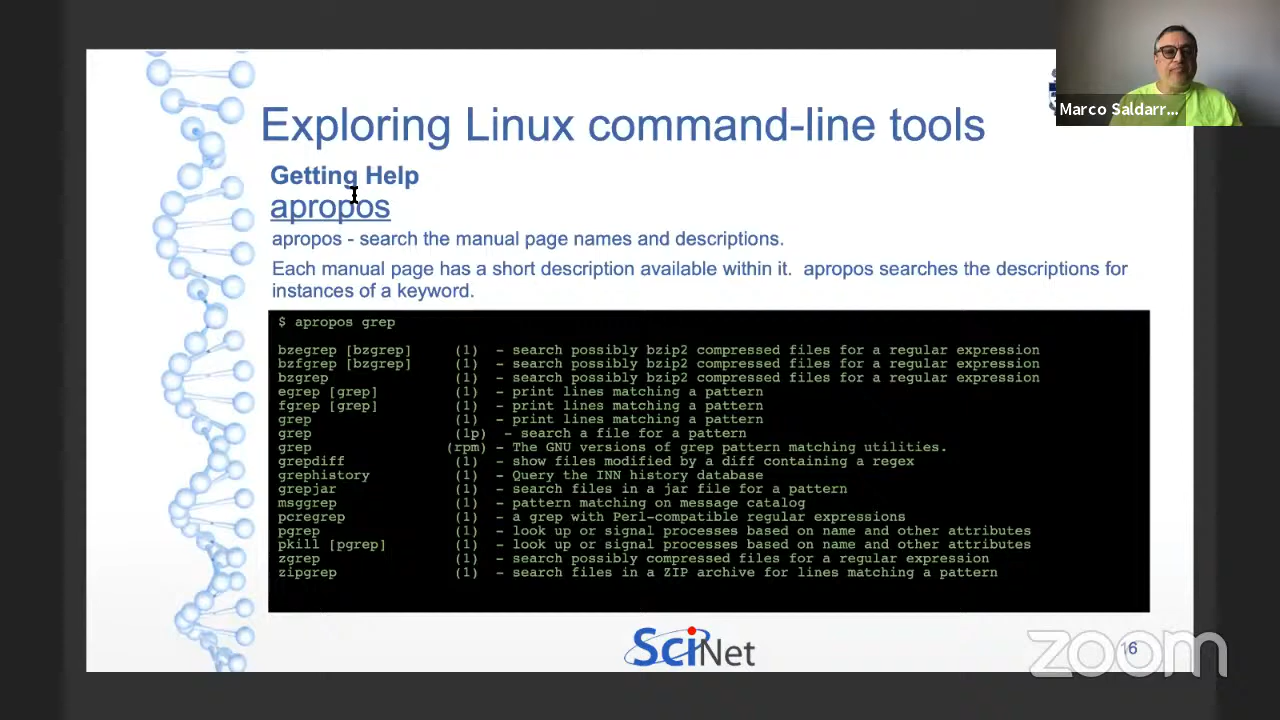 Marco Saldarr...
Exploring Linux command-line tools
Getting Help
apropos
apropos - search the manual page names and descriptions.
Each manual page has a short description available within it.  apropos searches the descriptions for
instances of a keyword.
$ apropos grep
bzegrep [bzgrep]     (1)  - search possibly bzip2 compressed files for a regular expression
bzfgrep [bzgrep]     (1)  - search possibly bzip2 compressed files for a regular expression
bzgrep               (1)  - search possibly bzip2 compressed files for a regular expression
egrep [grep]         (1)  - print lines matching a pattern
fgrep [grep]         (1)  - print lines matching a pattern
grep                 (1)  - print lines matching a pattern
grep                 (1p)  - search a file for a pattern
grep                (rpm) - The GNU versions of grep pattern matching utilities.
grepdiff             (1)  - show files modified by a diff containing a regex
grephistory          (1)  - Query the INN history database
grepjar              (1)  - search files in a jar file for a pattern
msggrep              (1)  - pattern matching on message catalog
pcregrep             (1)  - a grep with Perl-compatible regular expressions
pgrep                (1)  - look up or signal processes based on name and other attributes
pkill [pgrep]        (1)  - look up or signal processes based on name and other attributes
zgrep                (1)  - search possibly compressed files for a regular expression
zipgrep              (1)  - search files in a ZIP archive for lines matching a pattern
SciNet
zoom
16